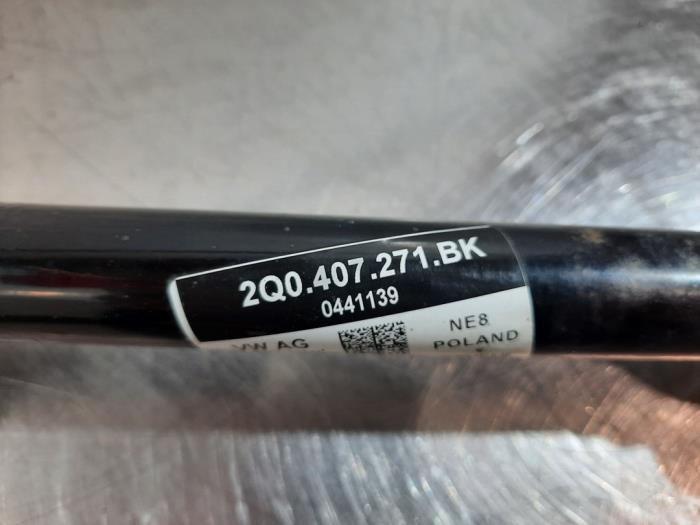 2Q0.407.271.BK
0441139
VW AG
NE8
POLAND